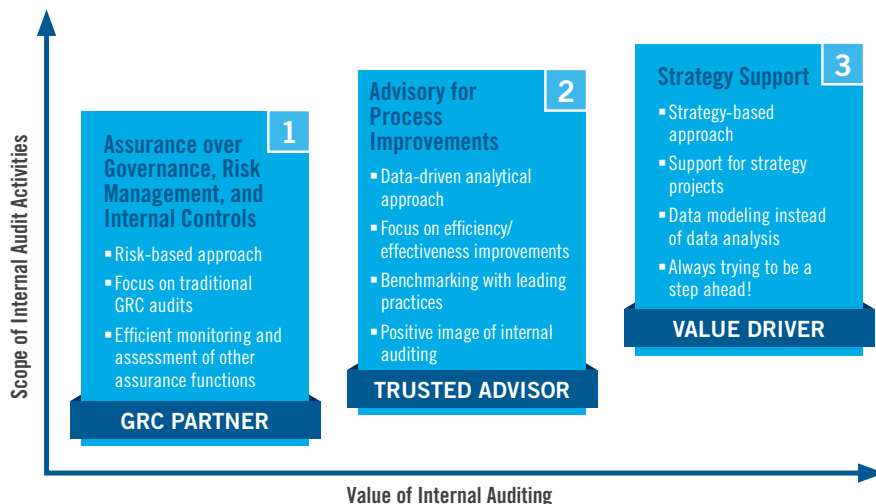 Scope of Internal Audit Activities
1
Assurance over
Governance, Risk
Management, and
Internal Controls
▪ Risk-based approach
▪ Focus on traditional
GRC audits
▪ Efficient monitoring and
assessment of other
assurance functions
GRC PARTNER
2
Advisory for
Process
Improvements
▪ Data-driven analytical
approach
▪ Focus on efficiency/
effectiveness improvements
▪ Benchmarking with leading
practices
▪ Positive image of internal
auditing
TRUSTED ADVISOR
3
Strategy Support
▪ Strategy-based
approach
▪ Support for strategy
projects
▪ Data modeling instead
of data analysis
▪ Always trying to be a
step ahead!
VALUE DRIVER
Value of Internal Auditing